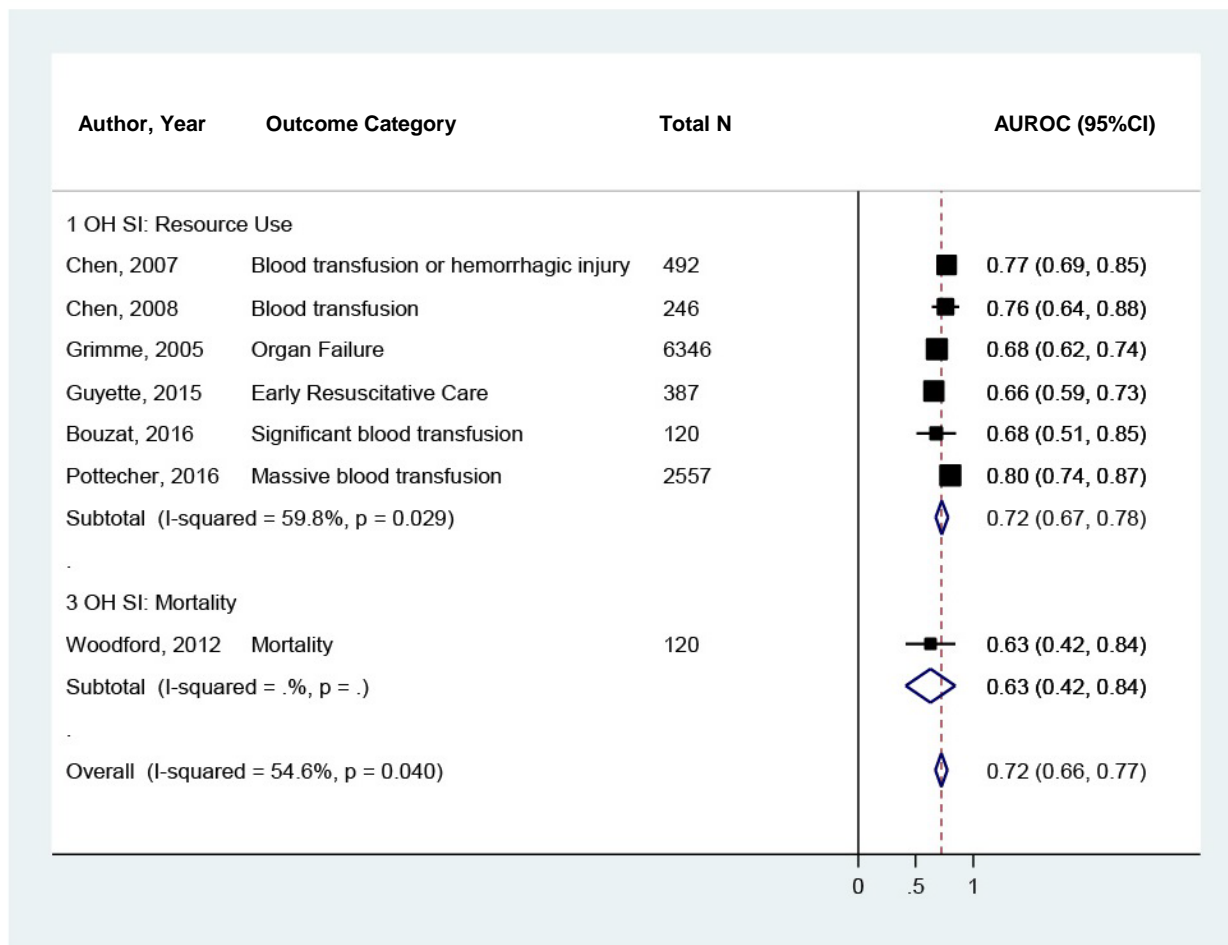 Author, Year Outcome Category Total N AUROC (95%CI)
1 OH SI: Resource Use
Chen, 2007 Blood transfusion or hemorrhagic injury 492 0.77 (0.69, 0.85)
Chen, 2008 Blood transfusion 246 0.76 (0.64, 0.88)
Grimme, 2005 Organ Failure 6346 0.68 (0.62, 0.74)
Guyette, 2015 Early Resuscitative Care 387 0.66 (0.59, 0.73)
Bouzat, 2016 Significant blood transfusion 120 0.68 (0.51, 0.85)
Pottecher, 2016 Massive blood transfusion 2557 0.80 (0.74, 0.87)
Subtotal (I-squared = 59.8%, p = 0.029) 0.72 (0.67, 0.78)
.
3 OH SI: Mortality
Woodford, 2012 Mortality 120 0.63 (0.42, 0.84)
Subtotal (I-squared = .%, p = .) 0.63 (0.42, 0.84)
.
Overall (I-squared = 54.6%, p = 0.040) 0.72 (0.66, 0.77)
0 .5 1